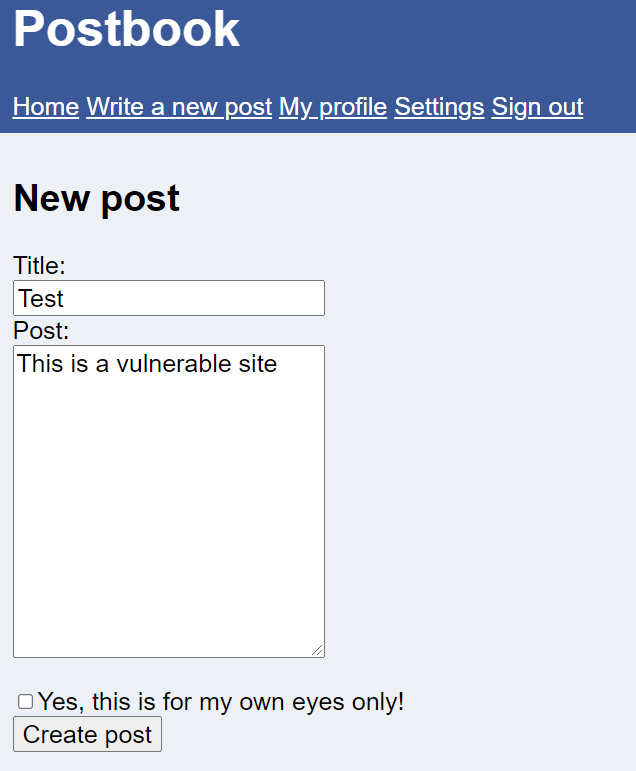 Postbook
Home Write a new post My profile Settings Sign out
New post
Title:
Test
Post:
This is a vulnerable site
Yes, this is for my own eyes only!
Create post